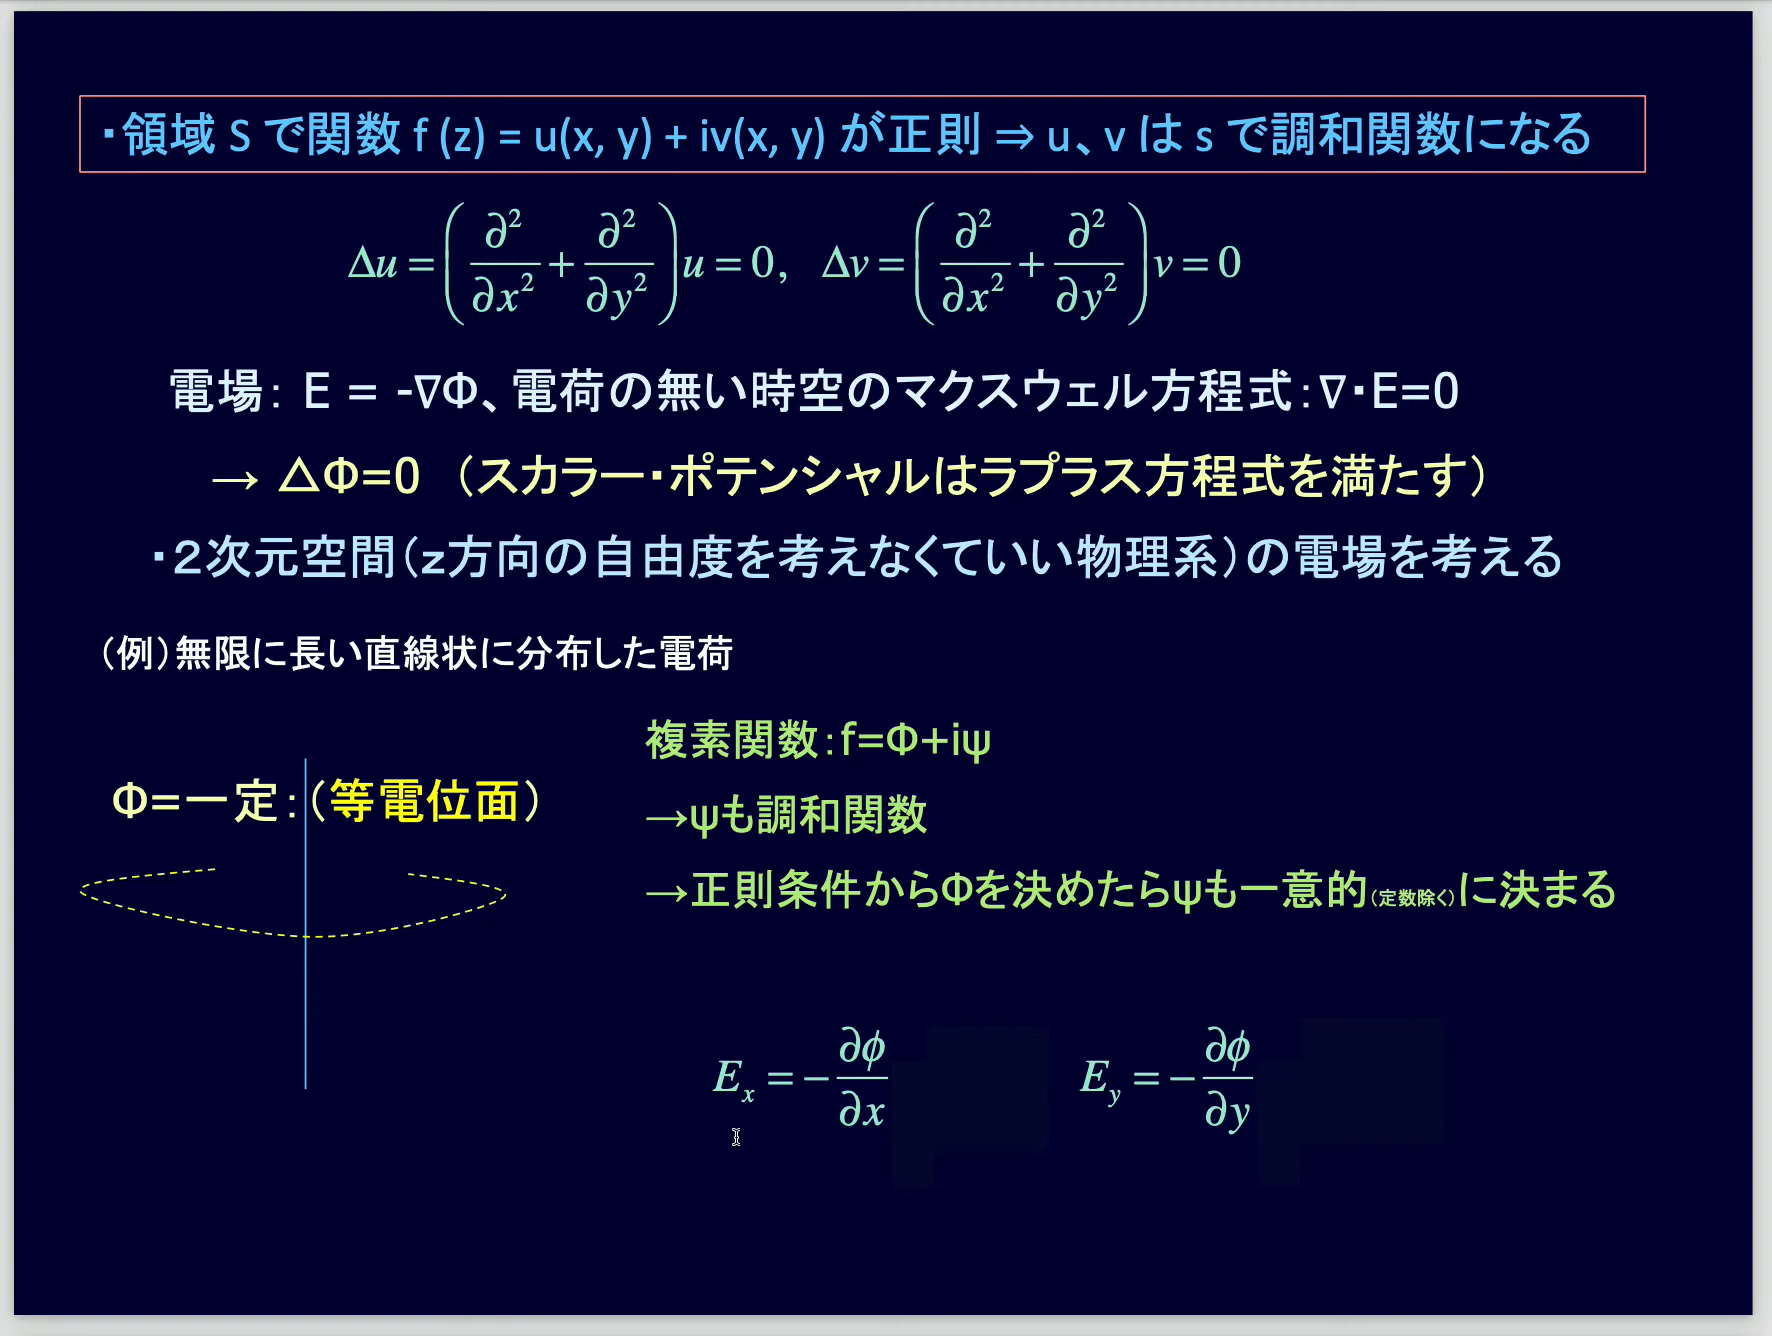 ・領域 S で関数 f (z) = u(x, y) + iv(x, y) が正則 ⇒ u、v は s で調和関数になる
Δu = (∂²/∂x² + ∂²/∂y²)u = 0, Δv = (∂²/∂x² + ∂²/∂y²)v = 0
電場： E = -∇Φ、電荷の無い時空のマクスウェル方程式：∇・E=0
→ △Φ=0 （スカラー・ポテンシャルはラプラス方程式を満たす）
・２次元空間（z方向の自由度を考えなくていい物理系）の電場を考える
（例）無限に長い直線状に分布した電荷
複素関数：f=Φ+iψ
Φ=一定：（等電位面）
→ψも調和関数
→正則条件からΦを決めたらψも一意的（定数除く）に決まる
Eₓ = −∂ϕ/∂x E_y = −∂ϕ/∂y